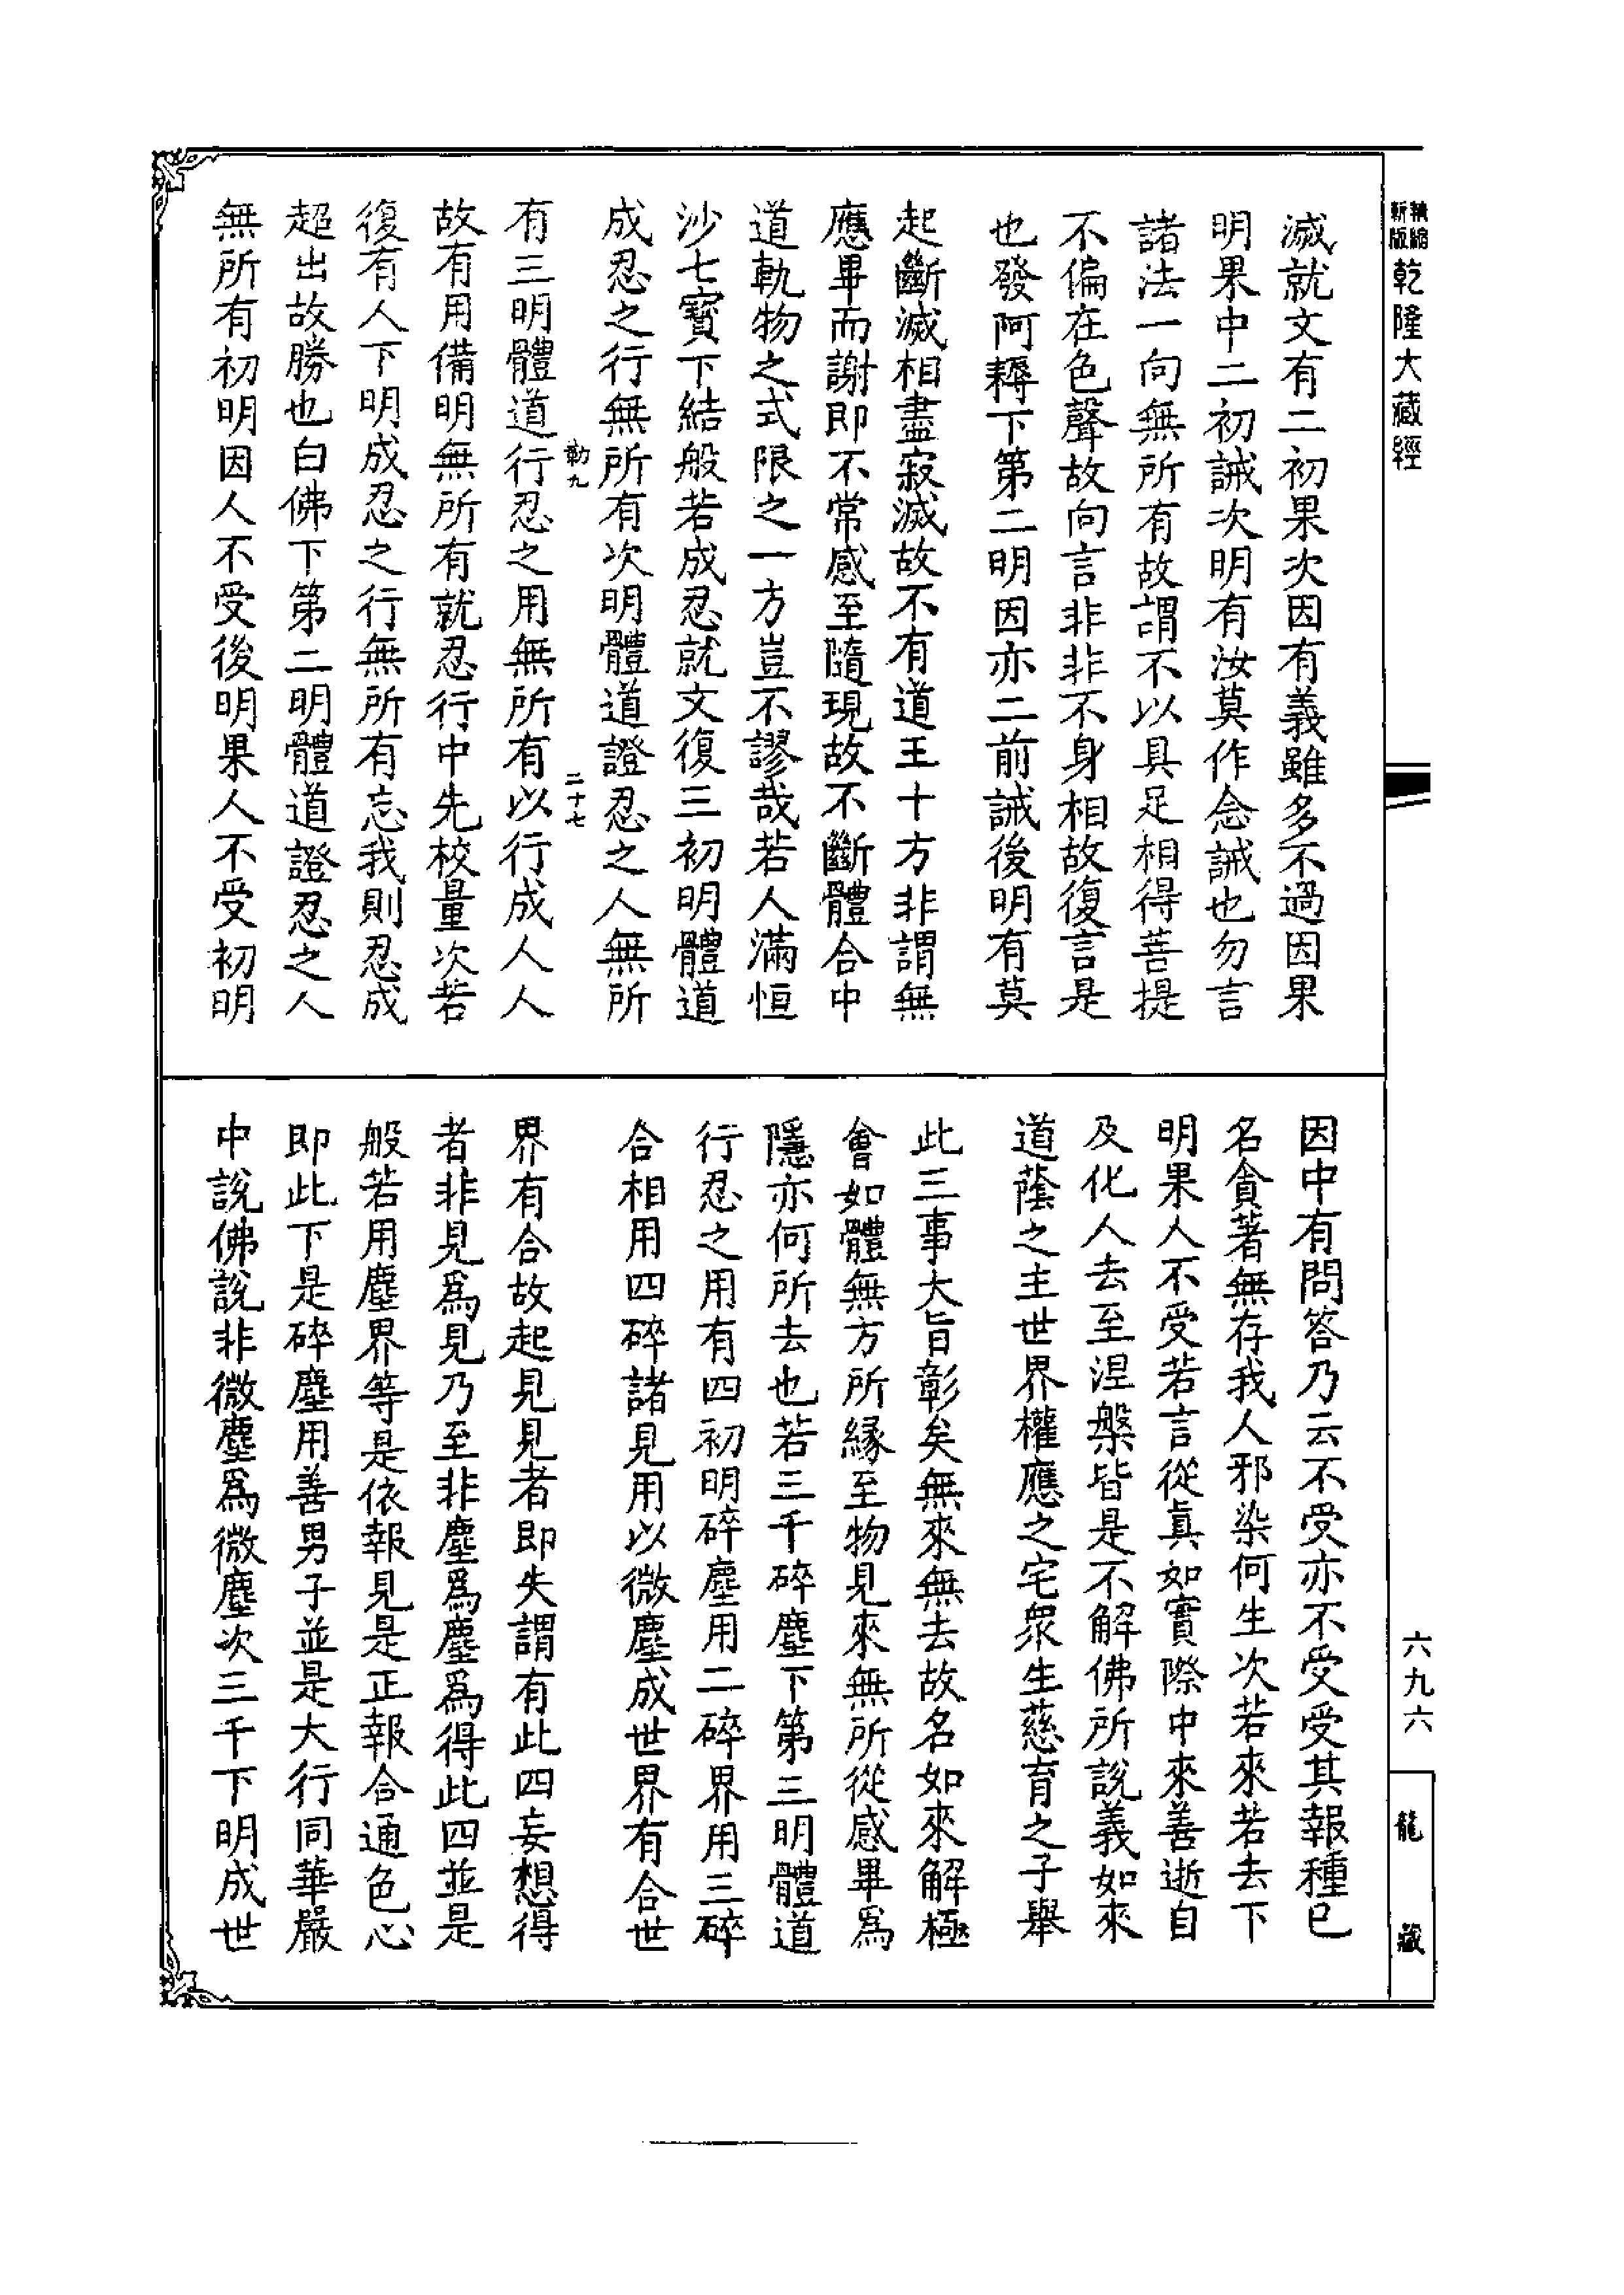 新版
乾隆大藏經
滅就文有二初果次因有義雖多不過因果
明果中二初誡次明有汝莫作念誡也勿言
諸法一向無所有故謂不以具足相得菩提
不偏在色聲故向言非非不身相故復言是
也發阿耨下第二明因亦二前誡後明有莫
起斷滅相盡寂滅故不有道王十方非謂無
應畢而謝即不常感至隨現故不斷體合中
道軌物之式限之一方豈不謬哉若人滿恒
沙七寶下結般若成忍就文復三初明體道
成忍之行無所有次明體道證忍之人無所
勒九
二十七
有三明體道行忍之用無所有以行成人人
故有用備明無所有就忍行中先校量次若
復有人下明成忍之行無所有忘我則忍成
超出故勝也白佛下第二明體道證忍之人
無所有初明因人不受後明果人不受初明
因中有問答乃云不受亦不受受其報種已
名貪著無存我人邪染何生次若來若去下
明果人不受若言從真如實際中來善逝自
及化人去至涅槃皆是不解佛所說義如來
道蔭之主世界權應之宅眾生慈育之子舉
此三事大旨彰矣無來無去故名如來解極
會如體無方所緣至物見來無所從感畢為
隱亦何所去也若三千碎塵下第三明體道
行忍之用有四初明碎塵用二碎界用三碎
合相用四碎諸見用以微塵成世界有合世
界有合故起見見者即失謂有此四妄想得
者非見為見乃至非塵為塵為得此四並是
般若用塵界等是依報見是正報合通色心
即此下是碎塵用善男子並是大行同華嚴
中說佛說非微塵為微塵次三千下明成世
六九六
龍藏